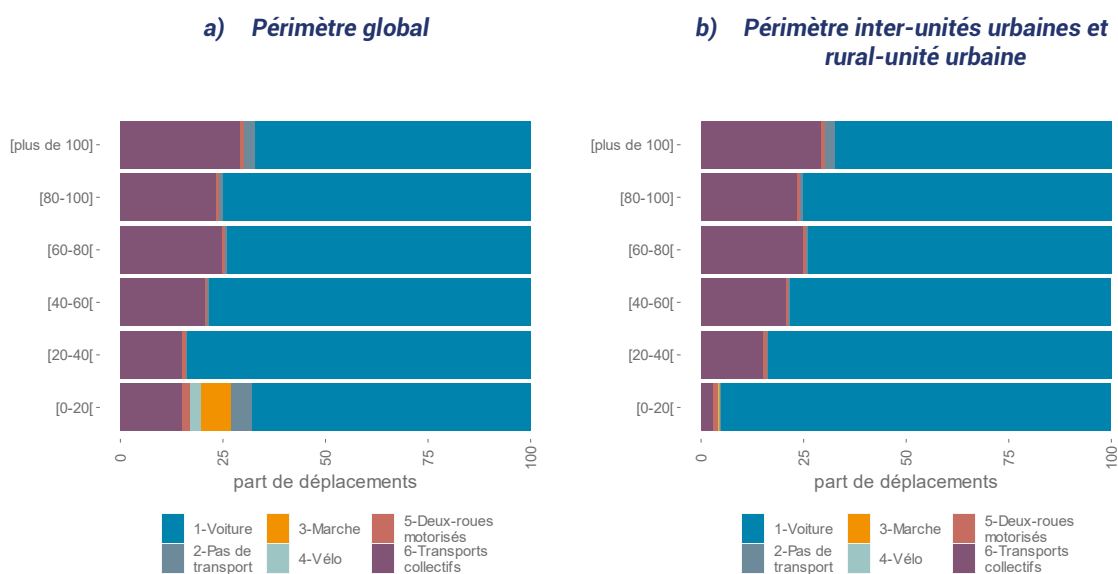 a) Périmètre global
[plus de 100]
[80-100]
[60-80[
[40-60[
[20-40[
[0-20[
0
25
50
75
100
part de déplacements
1-Voiture
2-Pas de
transport
3-Marche
4-Vélo
5-Deux-roues
motorisés
6-Transports
collectifs
b) Périmètre inter-unités urbaines et
rural-unité urbaine
[plus de 100]
[80-100]
[60-80[
[40-60[
[20-40[
[0-20[
0
25
50
75
100
part de déplacements
1-Voiture
2-Pas de
transport
3-Marche
4-Vélo
5-Deux-roues
motorisés
6-Transports
collectifs